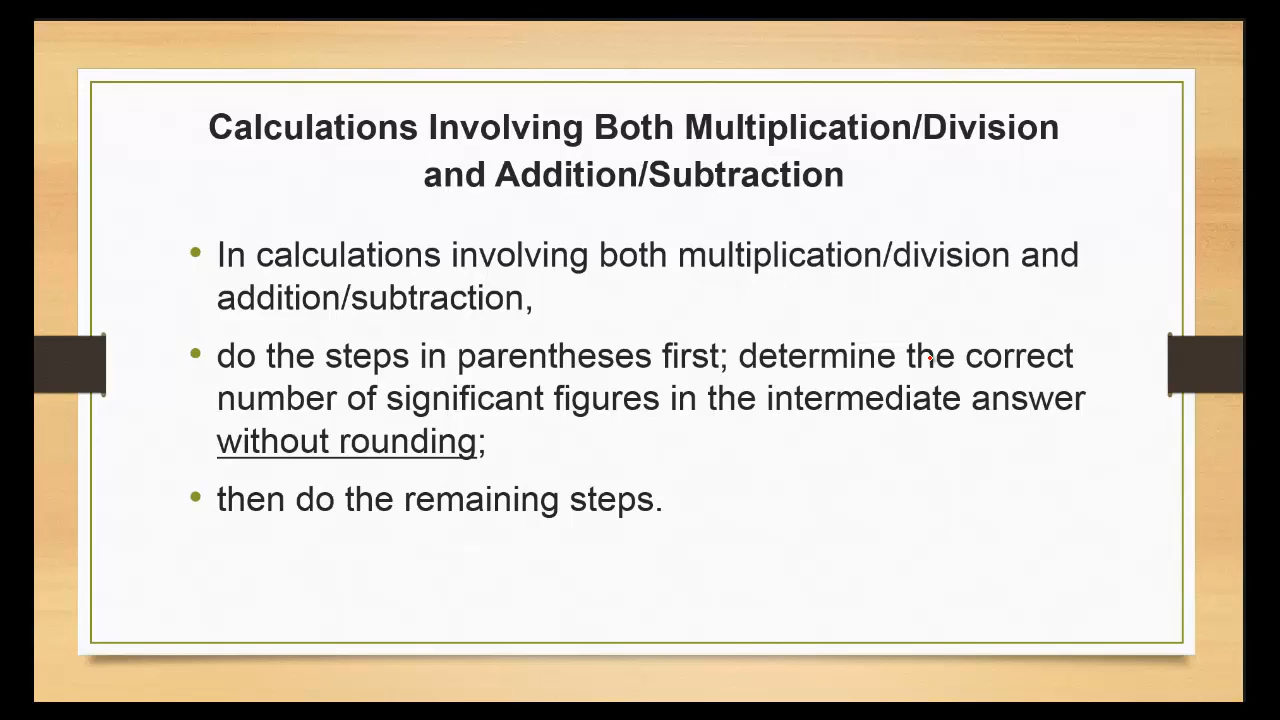 Calculations Involving Both Multiplication/Division
and Addition/Subtraction
• In calculations involving both multiplication/division and
addition/subtraction,
• do the steps in parentheses first; determine the correct
number of significant figures in the intermediate answer
without rounding;
• then do the remaining steps.